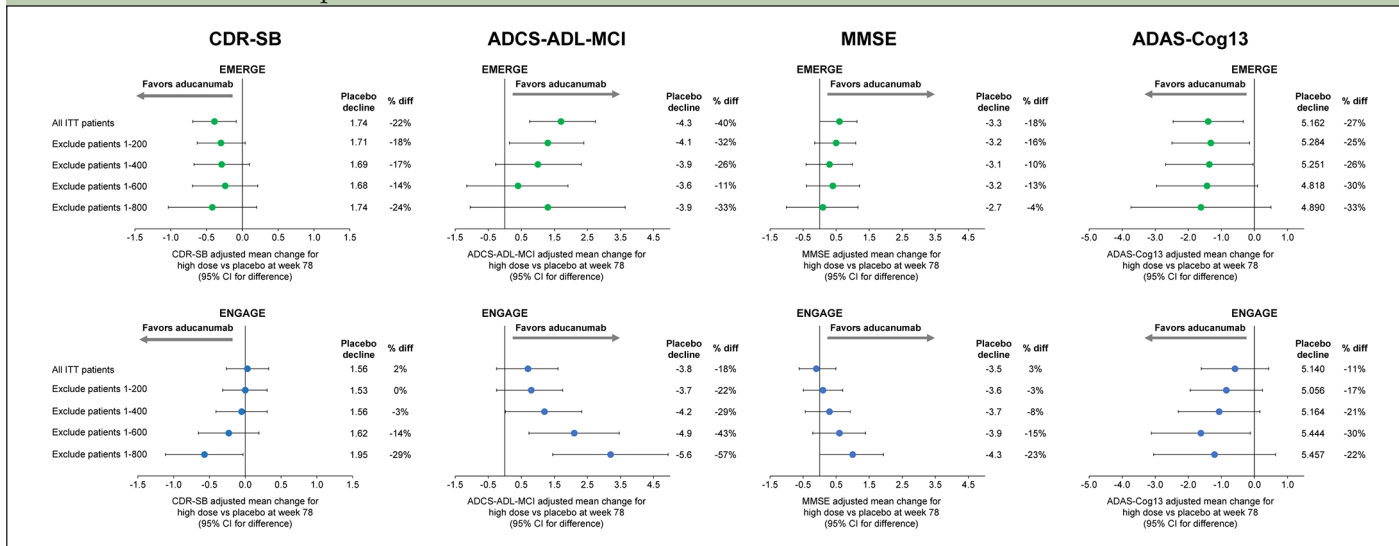 CDR-SB
EMERGE
Favors aducanumab
Placebo decline % diff
All ITT patients 1.74 -22%
Exclude patients 1-200 1.71 -18%
Exclude patients 1-400 1.69 -17%
Exclude patients 1-600 1.68 -14%
Exclude patients 1-800 1.74 -24%
-1.5 -1.0 -0.5 0.0 0.5 1.0 1.5
CDR-SB adjusted mean change for
high dose vs placebo at week 78
(95% CI for difference)
ADCS-ADL-MCI
EMERGE
Favors aducanumab
Placebo decline % diff
-4.3 -40%
-4.1 -32%
-3.9 -26%
-3.6 -11%
-3.9 -33%
-1.5 0.0 1.5 2.5 3.5 4.5
ADCS-ADL-MCI adjusted mean change for
high dose vs placebo at week 78
(95% CI for difference)
MMSE
EMERGE
Favors aducanumab
Placebo decline % diff
-3.3 -18%
-3.2 -16%
-3.1 -10%
-3.2 -13%
-2.7 -4%
-1.5 0.0 1.5 2.5 3.5 4.5
MMSE adjusted mean change for
high dose vs placebo at week 78
(95% CI for difference)
ADAS-Cog13
EMERGE
Favors aducanumab
Placebo decline % diff
5.162 -27%
5.284 -25%
5.251 -26%
4.818 -30%
4.890 -33%
-5.0 -4.0 -3.0 -2.0 -1.0 0.0 1.0 1.5
ADAS-Cog13 adjusted mean change for
high dose vs placebo at week 78
(95% CI for difference)
ENGAGE
Favors aducanumab
Placebo decline % diff
All ITT patients 1.56 2%
Exclude patients 1-200 1.53 0%
Exclude patients 1-400 1.56 -3%
Exclude patients 1-600 1.62 -14%
Exclude patients 1-800 1.95 -29%
-1.5 -1.0 -0.5 0.0 0.5 1.0 1.5
CDR-SB adjusted mean change for
high dose vs placebo at week 78
(95% CI for difference)
ENGAGE
Favors aducanumab
Placebo decline % diff
-3.8 -18%
-3.7 -22%
-4.2 -29%
-4.9 -43%
-5.6 -57%
-1.5 0.0 1.5 2.5 3.5 4.5
ADCS-ADL-MCI adjusted mean change for
high dose vs placebo at week 78
(95% CI for difference)
ENGAGE
Favors aducanumab
Placebo decline % diff
-3.5 3%
-3.6 -3%
-3.7 -8%
-3.9 -15%
-4.3 -23%
-1.5 0.0 1.5 2.5 3.5 4.5
MMSE adjusted mean change for
high dose vs placebo at week 78
(95% CI for difference)
ENGAGE
Favors aducanumab
Placebo decline % diff
5.140 -11%
5.056 -17%
5.164 -21%
5.444 -30%
5.457 -22%
-5.0 -4.0 -3.0 -2.0 -1.0 0.0 1.0 1.5
ADAS-Cog13 adjusted mean change for
high dose vs placebo at week 78
(95% CI for difference)